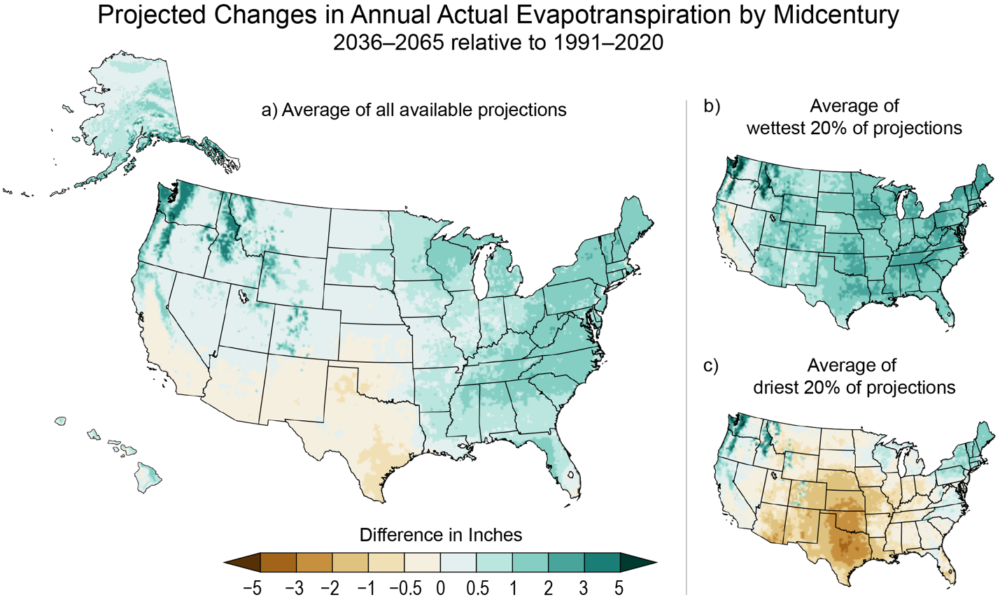 Projected Changes in Annual Actual Evapotranspiration by Midcentury
2036–2065 relative to 1991–2020
a) Average of all available projections
b)
Average of
wettest 20% of projections
c)
Average of
driest 20% of projections
Difference in Inches
−5 −3 −2 −1 −0.5 0 0.5 1 2 3 5